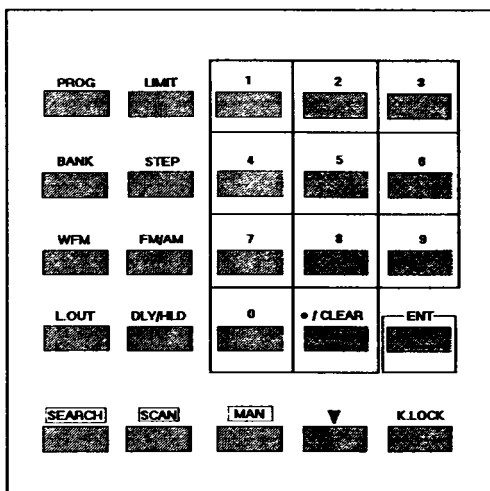 PROG LIMIT 1 2 3
BANK STEP 4 5 6
WFM FM/AM 7 8 9
L.OUT DLY/HLD 0 • / CLEAR ENT
SEARCH SCAN MAN ▼ K.LOCK